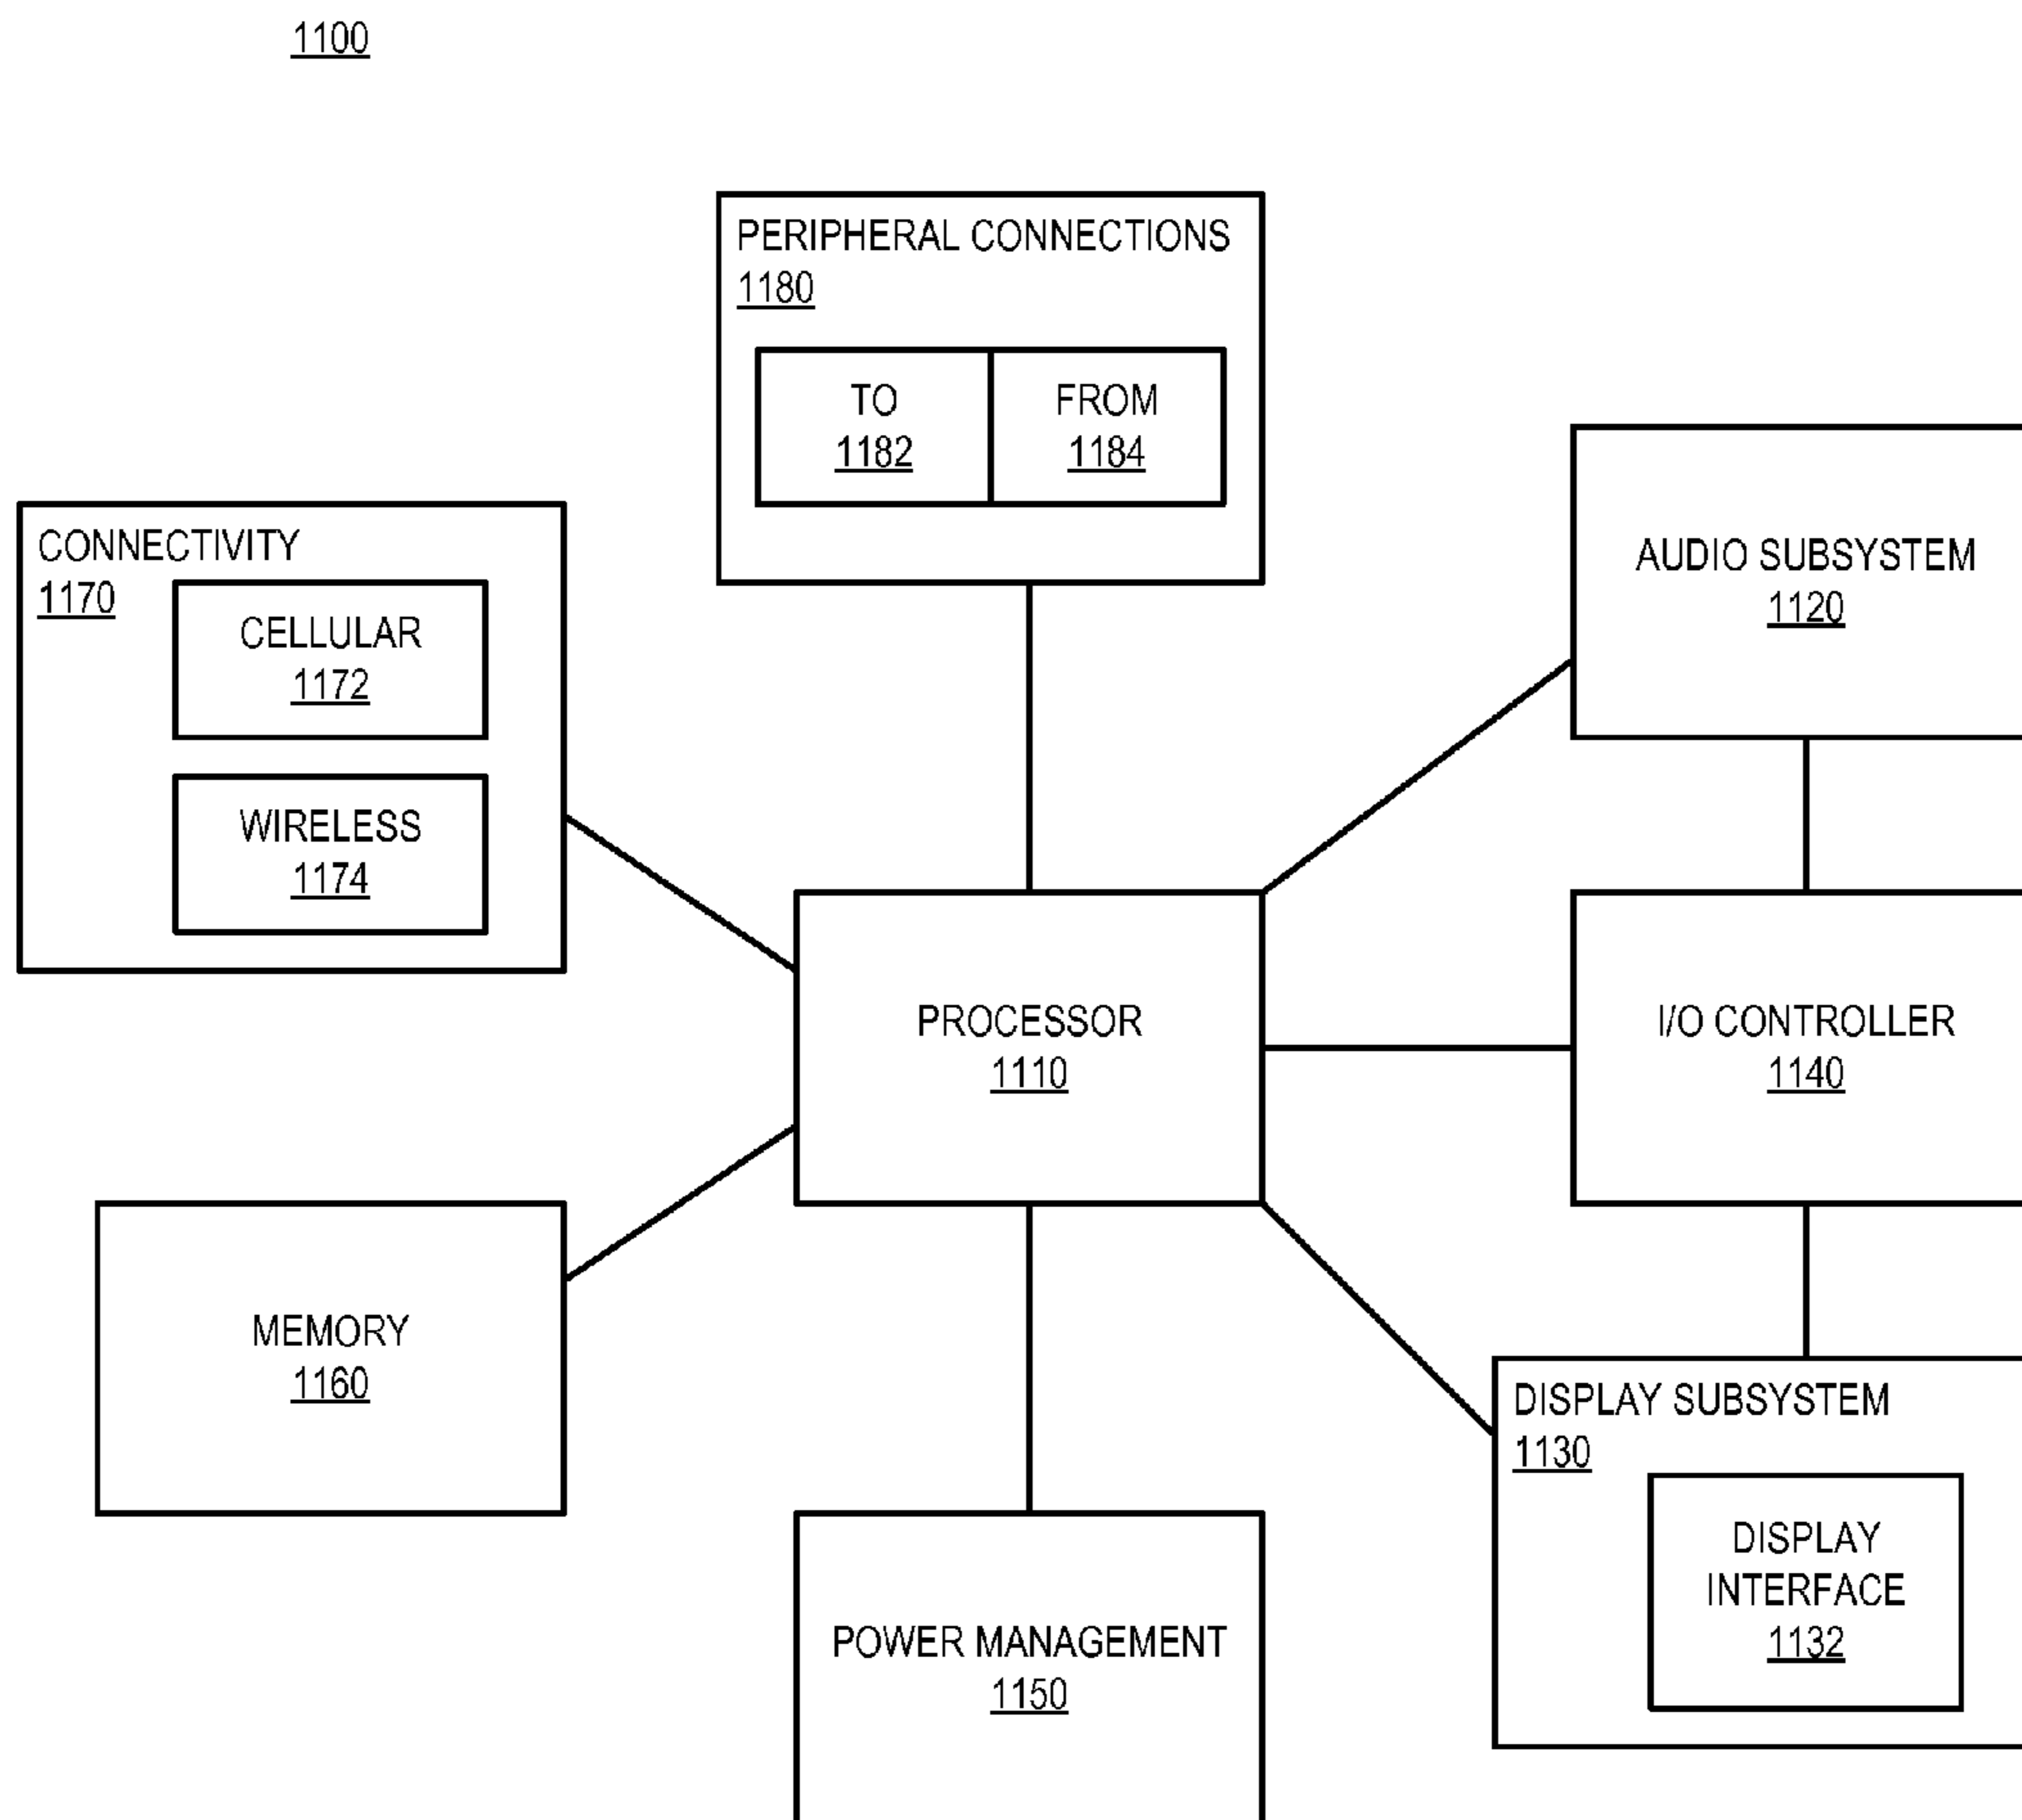 1100
PERIPHERAL CONNECTIONS
1180
TO
1182
FROM
1184
CONNECTIVITY
1170
CELLULAR
1172
WIRELESS
1174
AUDIO SUBSYSTEM
1120
PROCESSOR
1110
I/O CONTROLLER
1140
MEMORY
1160
DISPLAY SUBSYSTEM
1130
DISPLAY
INTERFACE
1132
POWER MANAGEMENT
1150